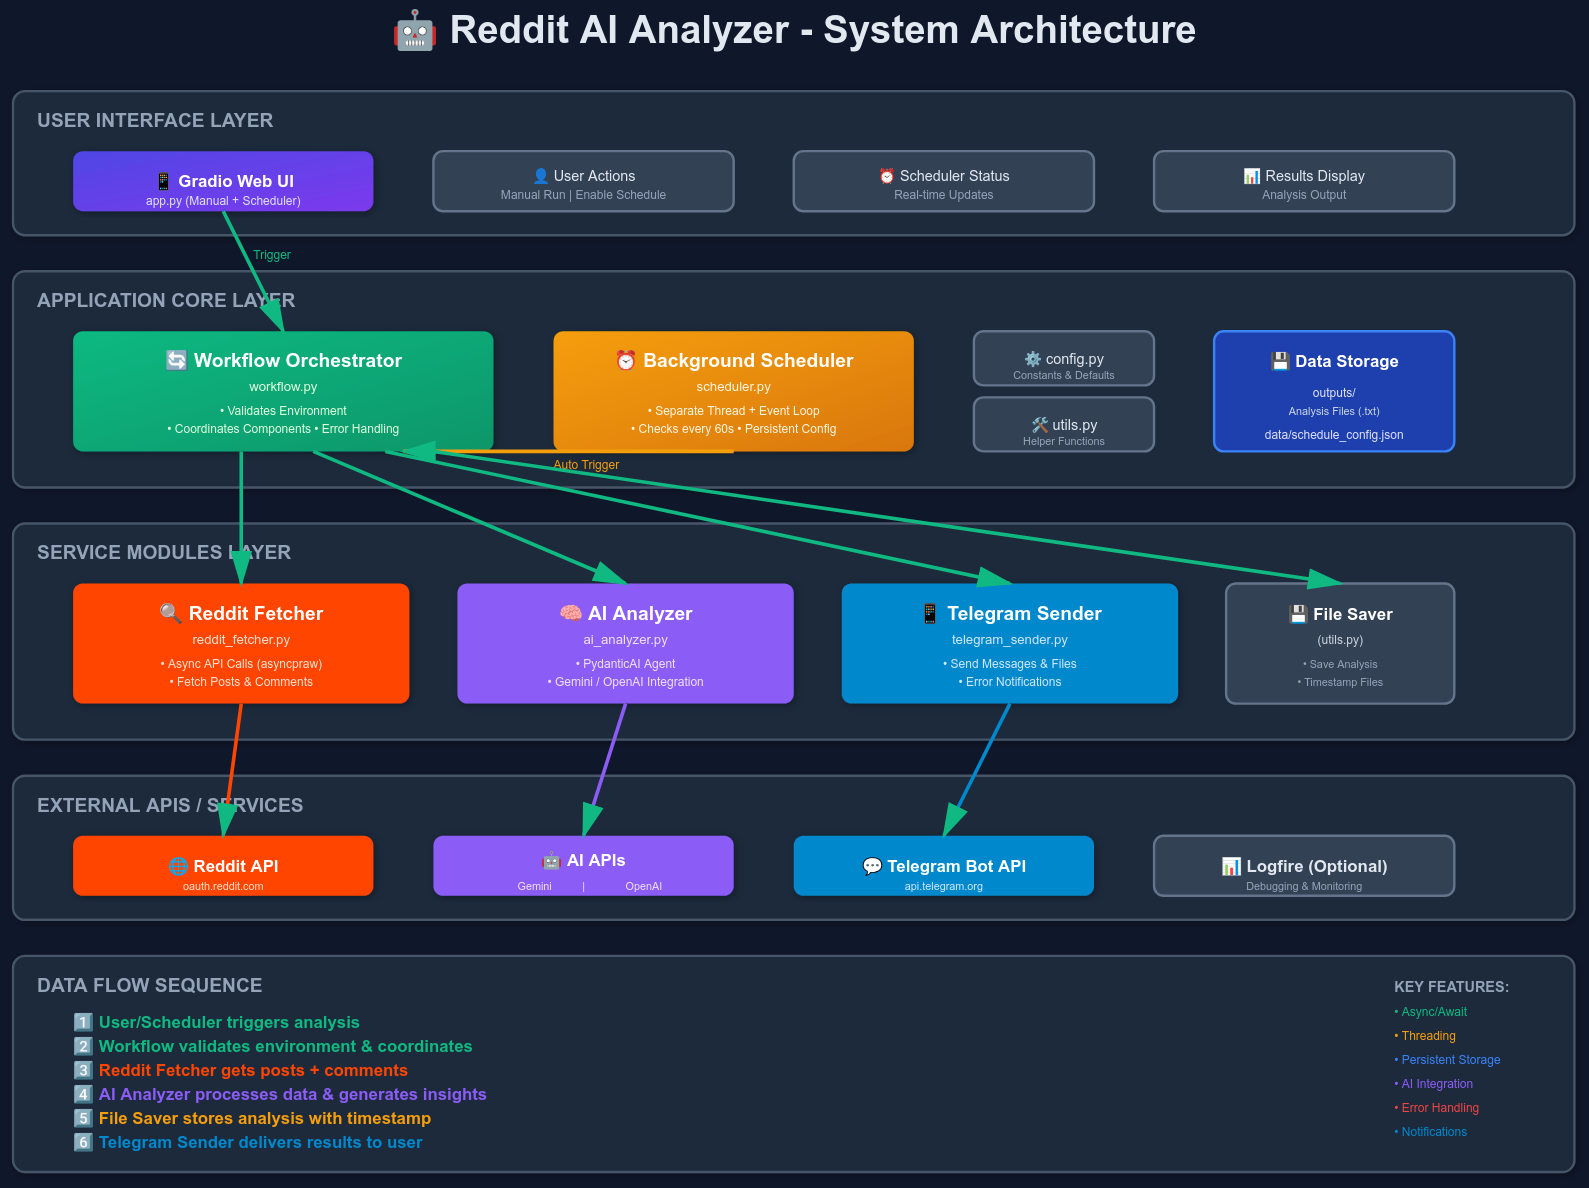 🤖 Reddit AI Analyzer - System Architecture
USER INTERFACE LAYER
📱 Gradio Web UI
app.py (Manual + Scheduler)
👤 User Actions
Manual Run | Enable Schedule
⏰ Scheduler Status
Real-time Updates
📊 Results Display
Analysis Output
Trigger
APPLICATION CORE LAYER
🔄 Workflow Orchestrator
workflow.py
• Validates Environment
• Coordinates Components • Error Handling
⏰ Background Scheduler
scheduler.py
• Separate Thread + Event Loop
• Checks every 60s • Persistent Config
⚙️ config.py
Constants & Defaults
🛠️ utils.py
Helper Functions
💾 Data Storage
outputs/
Analysis Files (.txt)
data/schedule_config.json
Auto Trigger
SERVICE MODULES LAYER
🔍 Reddit Fetcher
reddit_fetcher.py
• Async API Calls (asyncpraw)
• Fetch Posts & Comments
🧠 AI Analyzer
ai_analyzer.py
• PydanticAI Agent
• Gemini / OpenAI Integration
📱 Telegram Sender
telegram_sender.py
• Send Messages & Files
• Error Notifications
💾 File Saver
(utils.py)
• Save Analysis
• Timestamp Files
EXTERNAL APIS / SERVICES
🌐 Reddit API
oauth.reddit.com
🤖 AI APIs
Gemini | OpenAI
💬 Telegram Bot API
api.telegram.org
📊 Logfire (Optional)
Debugging & Monitoring
DATA FLOW SEQUENCE
1️⃣ User/Scheduler triggers analysis
2️⃣ Workflow validates environment & coordinates
3️⃣ Reddit Fetcher gets posts + comments
4️⃣ AI Analyzer processes data & generates insights
5️⃣ File Saver stores analysis with timestamp
6️⃣ Telegram Sender delivers results to user
KEY FEATURES:
• Async/Await
• Threading
• Persistent Storage
• AI Integration
• Error Handling
• Notifications